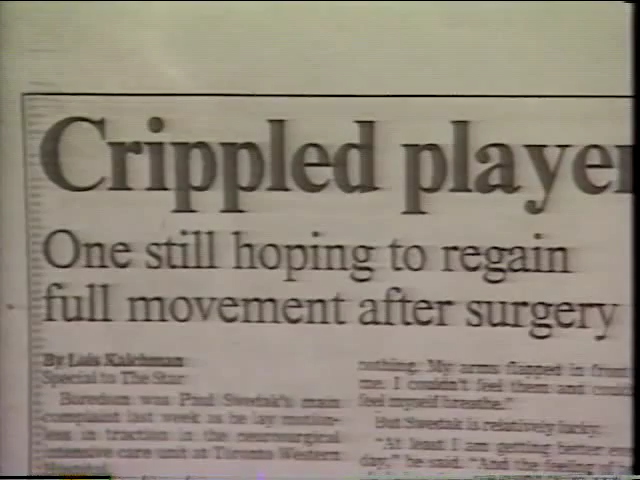 Crippled player
One still hoping to regain
full movement after surgery
By Lois Kalchman
Special to The Star
Boredom was Paul Swedak's main
complaint last week as he lay motion-
less in traction in the neurosurgical
intensive care unit at Toronto Western
nothing. My arms flapped in front
me. I couldn't feel them and could
feel myself breathe."
But Swedak is relatively lucky.
"At least I am getting better
day," he said. "And the feeling